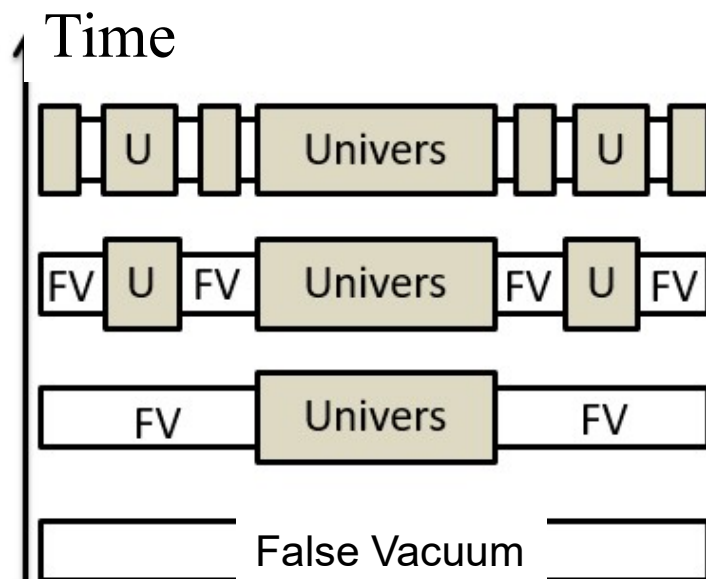 Time
U Univers U
FV U FV Univers FV U FV
FV Univers FV
False Vacuum